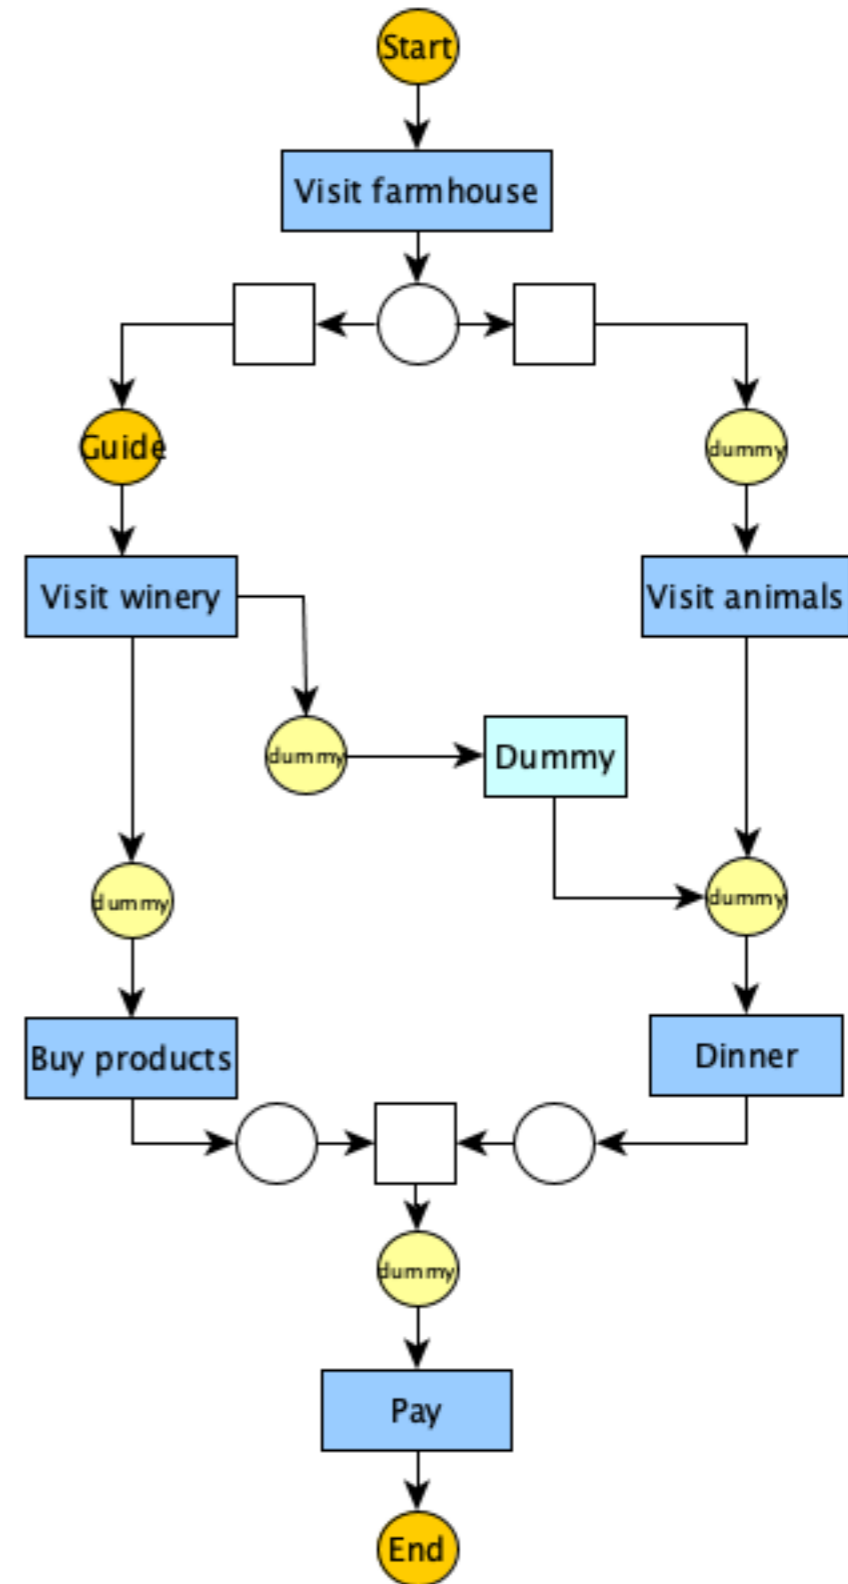 Start
Visit farmhouse
Guide
dummy
Visit winery
Visit animals
dummy
Dummy
dummy
dummy
Buy products
Dinner
dummy
Pay
End